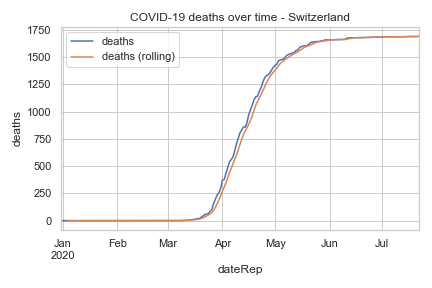 COVID-19 deaths over time - Switzerland
deaths
deaths (rolling)
deaths
1750
1500
1250
1000
750
500
250
0
Jan Feb Mar Apr May Jun Jul
2020
dateRep